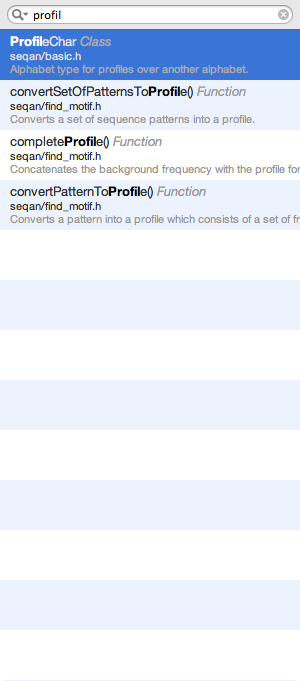 profil
ProfileChar Class
seqan/basic.h
Alphabet type for profiles over another alphabet.
convertSetOfPatternsToProfile() Function
seqan/find_motif.h
Converts a set of sequence patterns into a profile.
completeProfile() Function
seqan/find_motif.h
Concatenates the background frequency with the profile for
convertPatternToProfile() Function
seqan/find_motif.h
Converts a pattern into a profile which consists of a set of fr